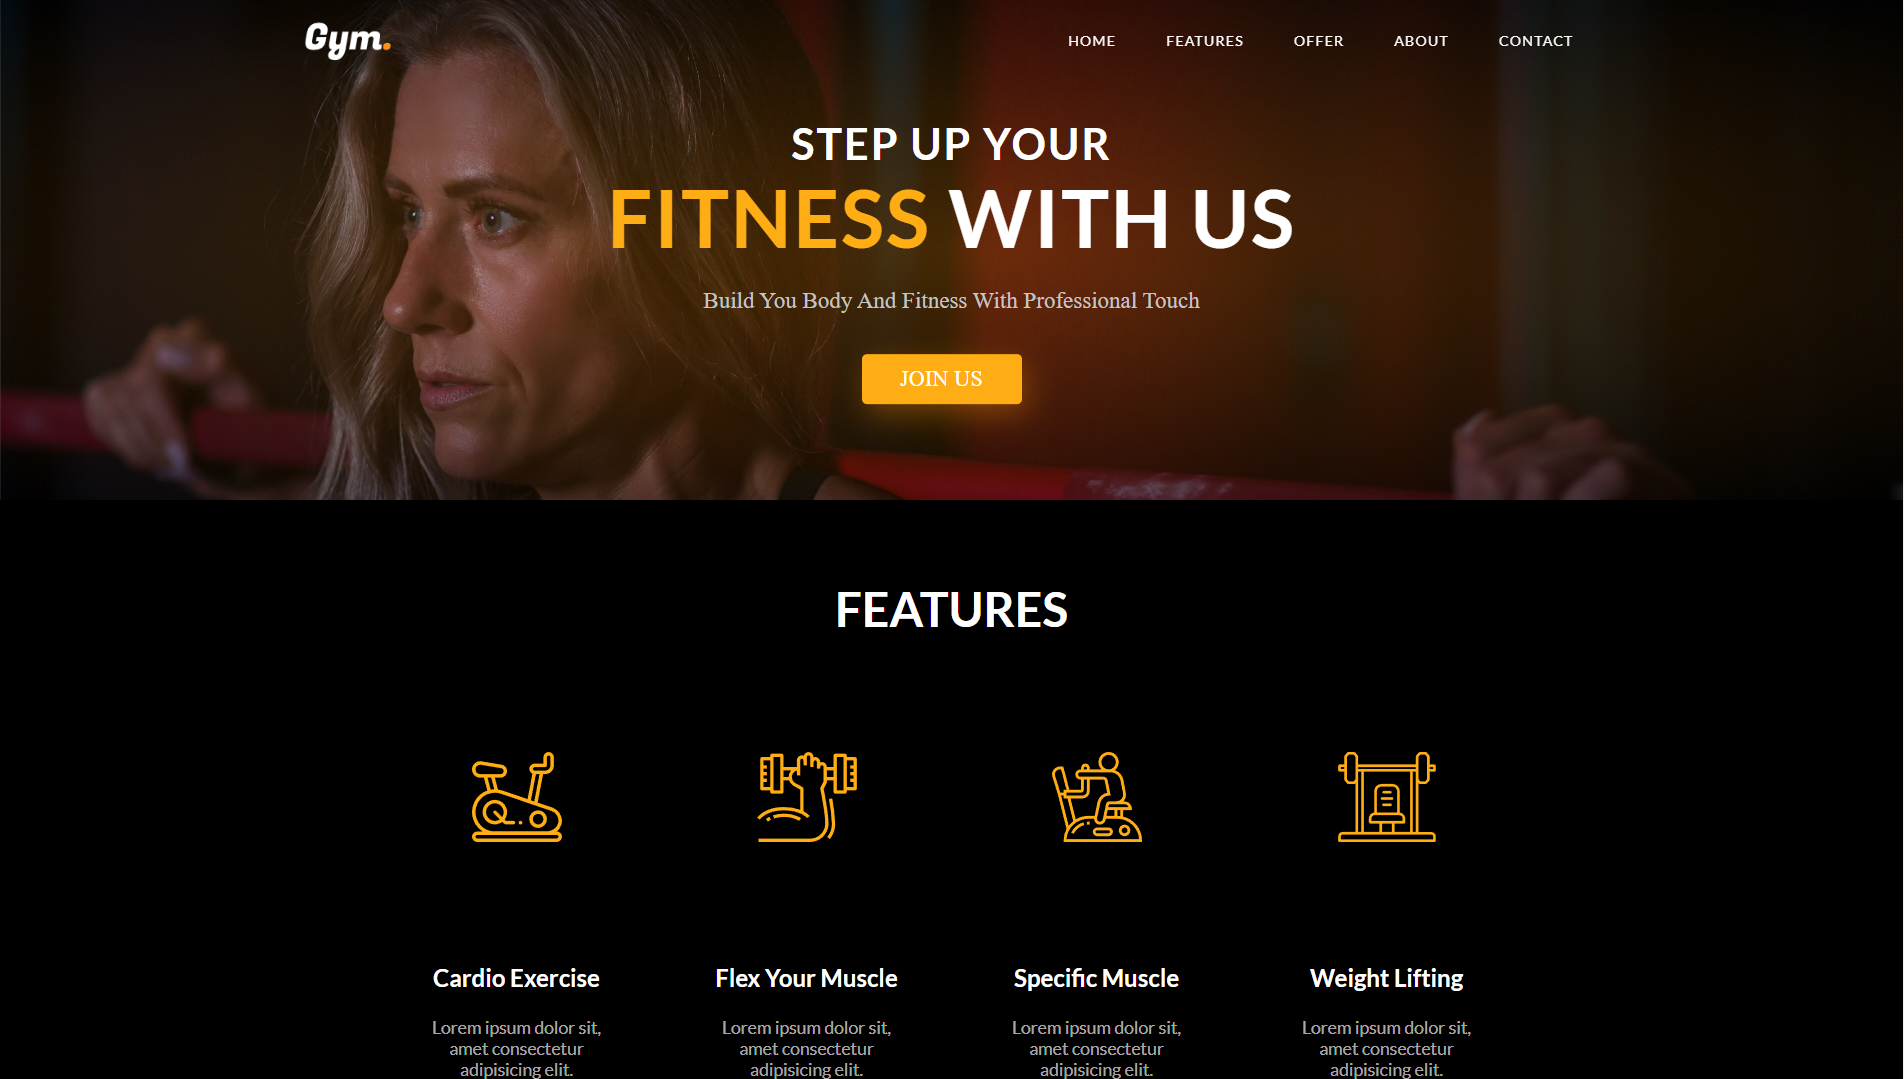 Gym.
HOME FEATURES OFFER ABOUT CONTACT
STEP UP YOUR
FITNESS WITH US
Build You Body And Fitness With Professional Touch
JOIN US
FEATURES
Cardio Exercise
Lorem ipsum dolor sit,
amet consectetur
adipisicing elit.
Flex Your Muscle
Lorem ipsum dolor sit,
amet consectetur
adipisicing elit.
Specific Muscle
Lorem ipsum dolor sit,
amet consectetur
adipisicing elit.
Weight Lifting
Lorem ipsum dolor sit,
amet consectetur
adipisicing elit.